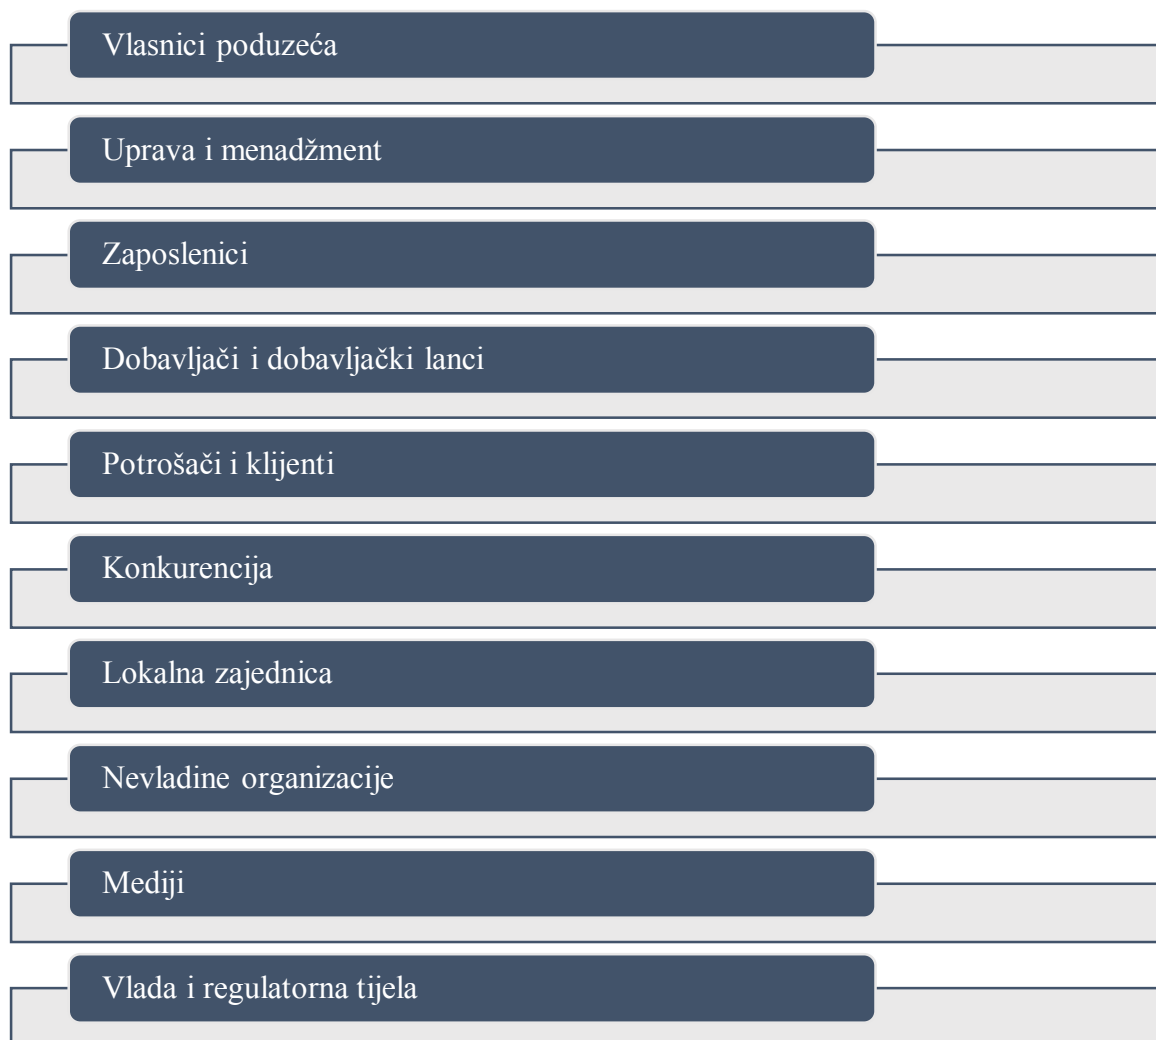 Vlasnici poduzeća
Uprava i menadžment
Zaposlenici
Dobavljači i dobavljački lanci
Potrošači i klijenti
Konkurencija
Lokalna zajednica
Nevladine organizacije
Mediji
Vlada i regulatorna tijela